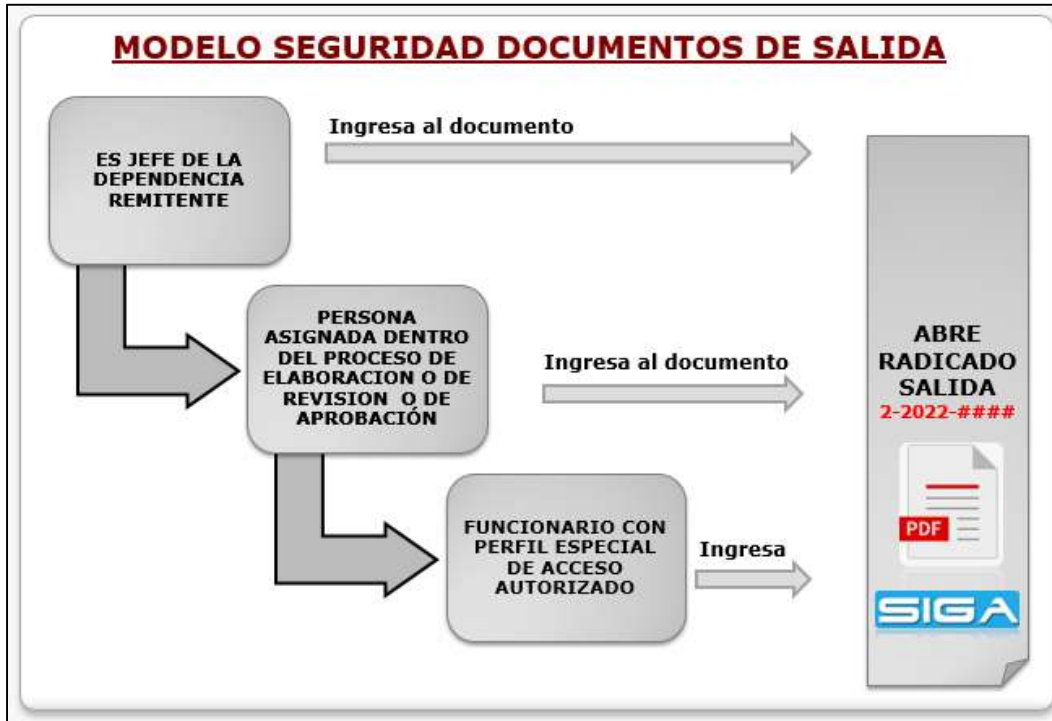 MODELO SEGURIDAD DOCUMENTOS DE SALIDA
ES JEFE DE LA
DEPENDENCIA
REMITENTE
Ingresa al documento
PERSONA
ASIGNADA DENTRO
DEL PROCESO DE
ELABORACION O DE
REVISION O DE
APROBACIÓN
Ingresa al documento
FUNCIONARIO CON
PERFIL ESPECIAL
DE ACCESO
AUTORIZADO
Ingresa
ABRE
RADICADO
SALIDA
2-2022-####
PDF
SIGA